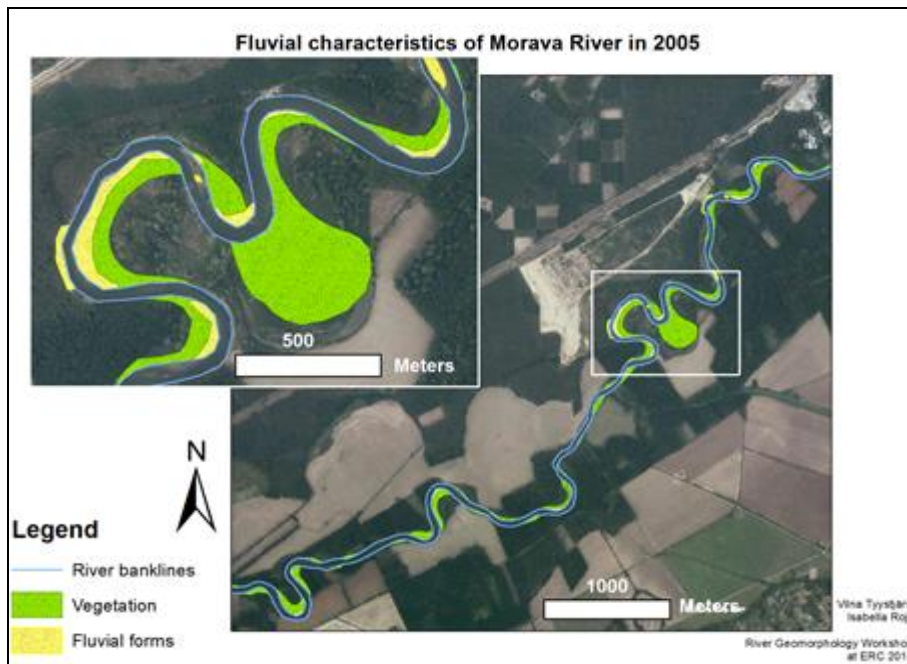 Fluvial characteristics of Morava River in 2005
500
Meters
N
Legend
River banklines
Vegetation
Fluvial forms
1000
Meters
Isabella
River Geomorphology
at ERC